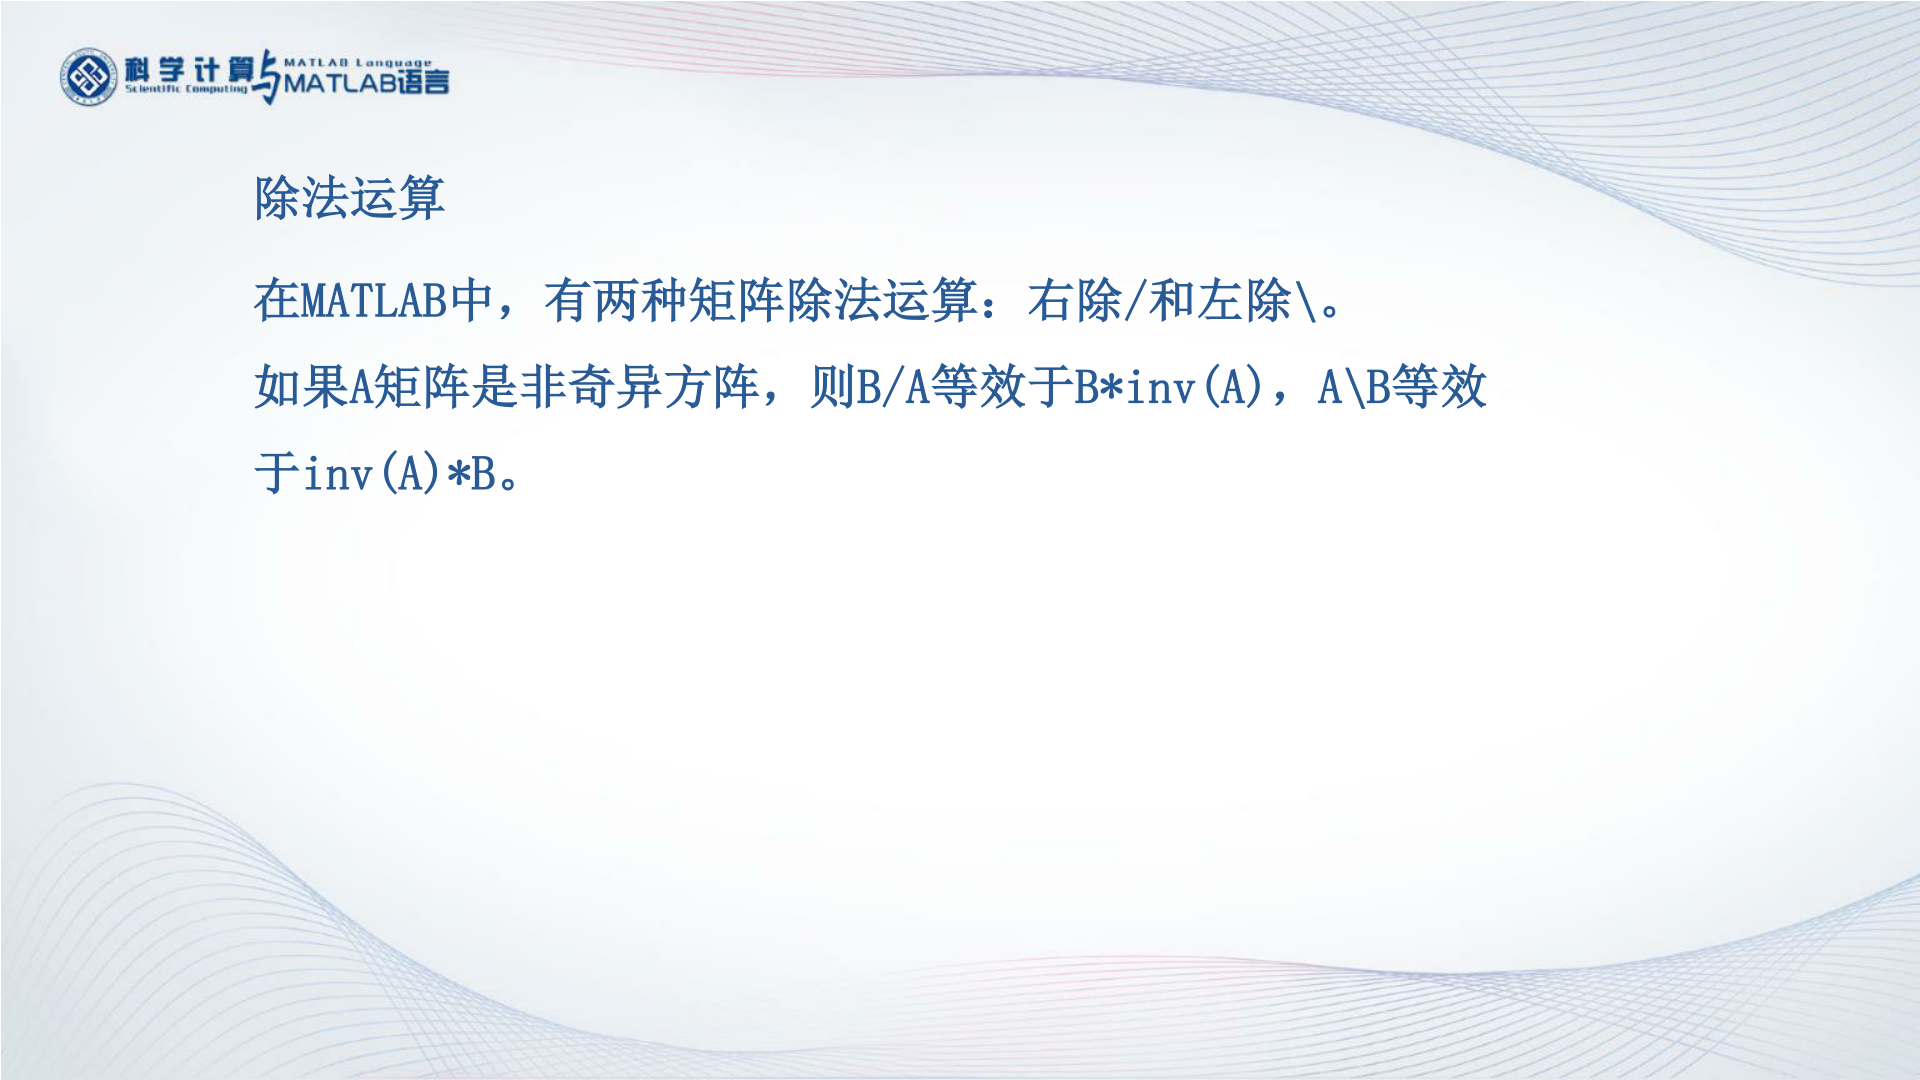 科学计算与MATLAB语言
Scientific Computing
MATLAB Language
除法运算
在MATLAB中，有两种矩阵除法运算：右除/和左除\。
如果A矩阵是非奇异方阵，则B/A等效于B*inv(A)，A\B等效
于inv(A)*B。